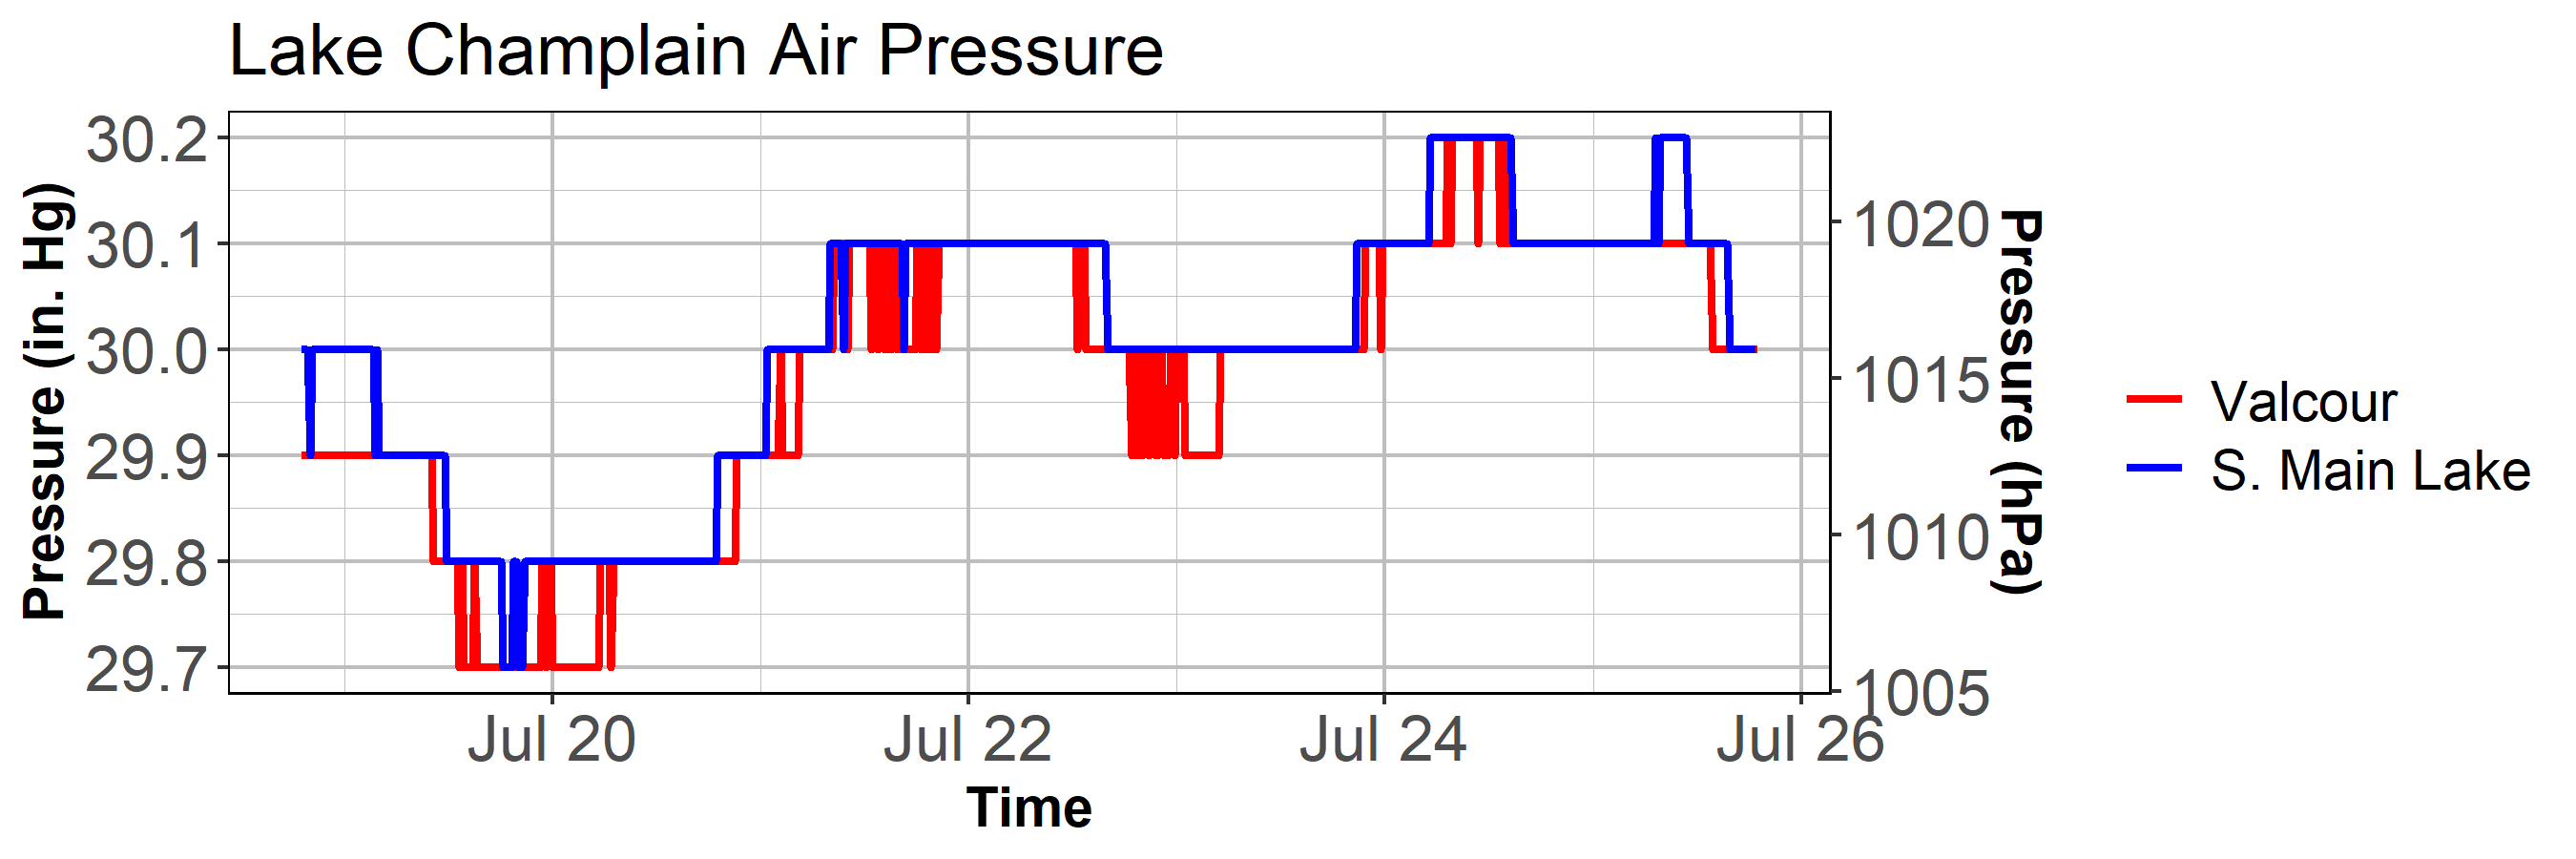 Lake Champlain Air Pressure
30.2
30.1
30.0
29.9
29.8
29.7
Pressure (in. Hg)
1020
1015
1010
1005
Pressure (hPa)
Jul 20
Jul 22
Jul 24
Jul 26
Time
Valcour
S. Main Lake